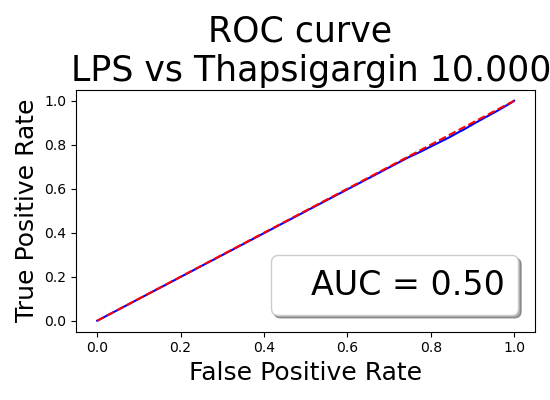 ROC curve
LPS vs Thapsigargin 10.000
True Positive Rate
1.0
0.8
0.6
0.4
0.2
0.0
AUC = 0.50
0.0 0.2 0.4 0.6 0.8 1.0
False Positive Rate